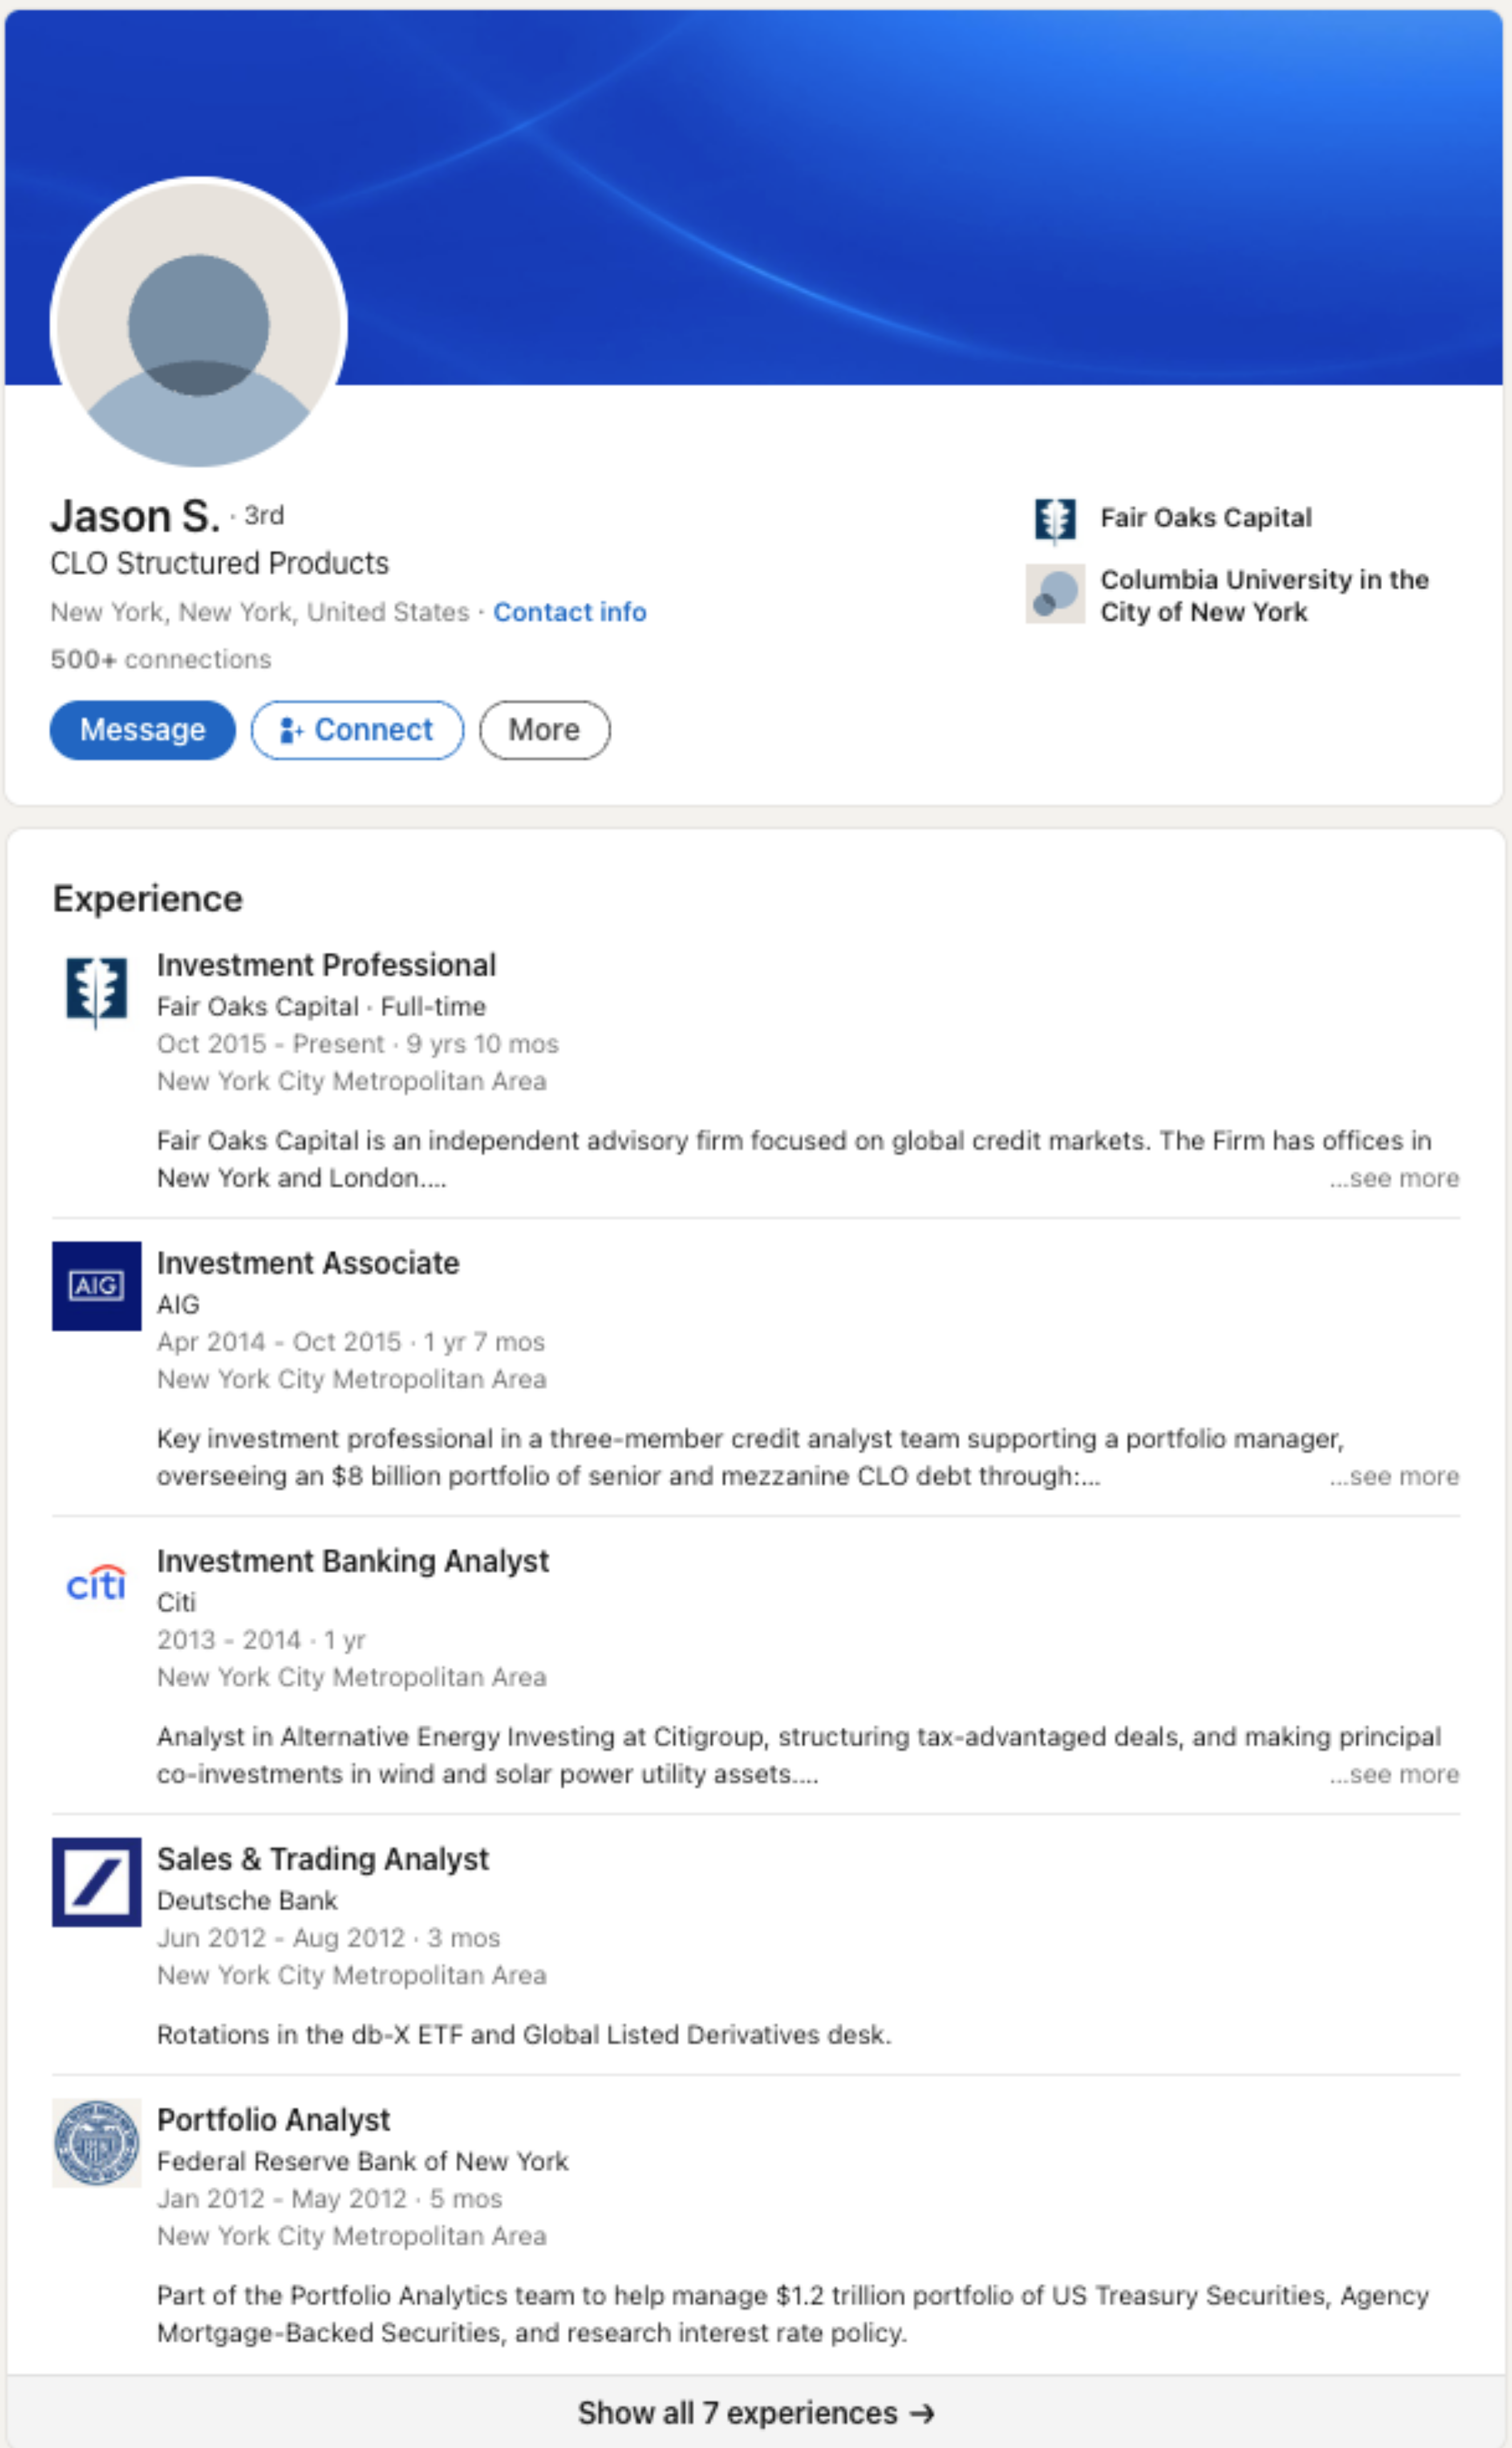 Jason S. · 3rd
CLO Structured Products
New York, New York, United States · Contact info
500+ connections
Message
Connect
More
Fair Oaks Capital
Columbia University in the
City of New York
Experience
Investment Professional
Fair Oaks Capital · Full-time
Oct 2015 - Present · 9 yrs 10 mos
New York City Metropolitan Area
Fair Oaks Capital is an independent advisory firm focused on global credit markets. The Firm has offices in
New York and London.... ...see more
AIG
Investment Associate
AIG
Apr 2014 - Oct 2015 · 1 yr 7 mos
New York City Metropolitan Area
Key investment professional in a three-member credit analyst team supporting a portfolio manager,
overseeing an $8 billion portfolio of senior and mezzanine CLO debt through:... ...see more
citi
Investment Banking Analyst
Citi
2013 - 2014 · 1 yr
New York City Metropolitan Area
Analyst in Alternative Energy Investing at Citigroup, structuring tax-advantaged deals, and making principal
co-investments in wind and solar power utility assets.... ...see more
Sales & Trading Analyst
Deutsche Bank
Jun 2012 - Aug 2012 · 3 mos
New York City Metropolitan Area
Rotations in the db-X ETF and Global Listed Derivatives desk.
Portfolio Analyst
Federal Reserve Bank of New York
Jan 2012 - May 2012 · 5 mos
New York City Metropolitan Area
Part of the Portfolio Analytics team to help manage $1.2 trillion portfolio of US Treasury Securities, Agency
Mortgage-Backed Securities, and research interest rate policy.
Show all 7 experiences →